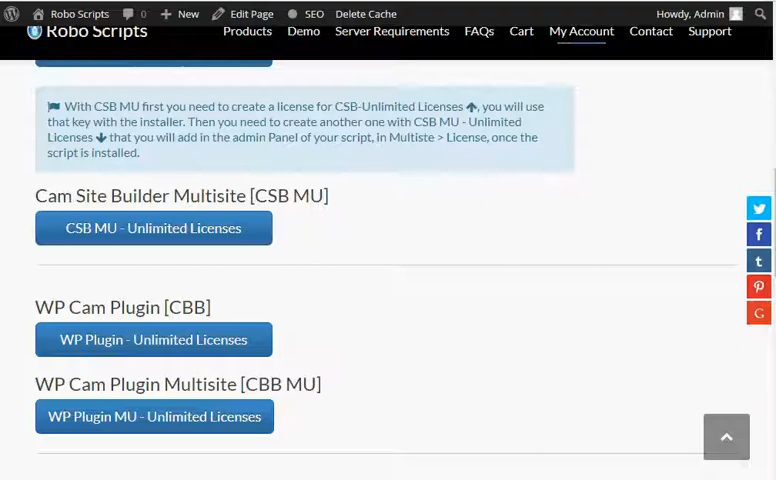 Robo Scripts 0 New Edit Page SEO Delete Cache Howdy, Admin
Robo Scripts Products Demo Server Requirements FAQs Cart My Account Contact Support
With CSB MU first you need to create a license for CSB-Unlimited Licenses , you will use
that key with the installer. Then you need to create another one with CSB MU - Unlimited
Licenses that you will add in the admin Panel of your script, in Multiste > License, once the
script is installed.
Cam Site Builder Multisite [CSB MU]
CSB MU - Unlimited Licenses
WP Cam Plugin [CBB]
WP Plugin - Unlimited Licenses
WP Cam Plugin Multisite [CBB MU]
WP Plugin MU - Unlimited Licenses